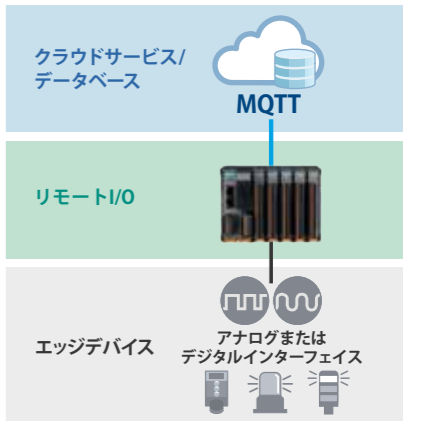 クラウドサービス/
データベース
MQTT
リモートI/O
エッジデバイス
アナログまたは
デジタルインターフェイス